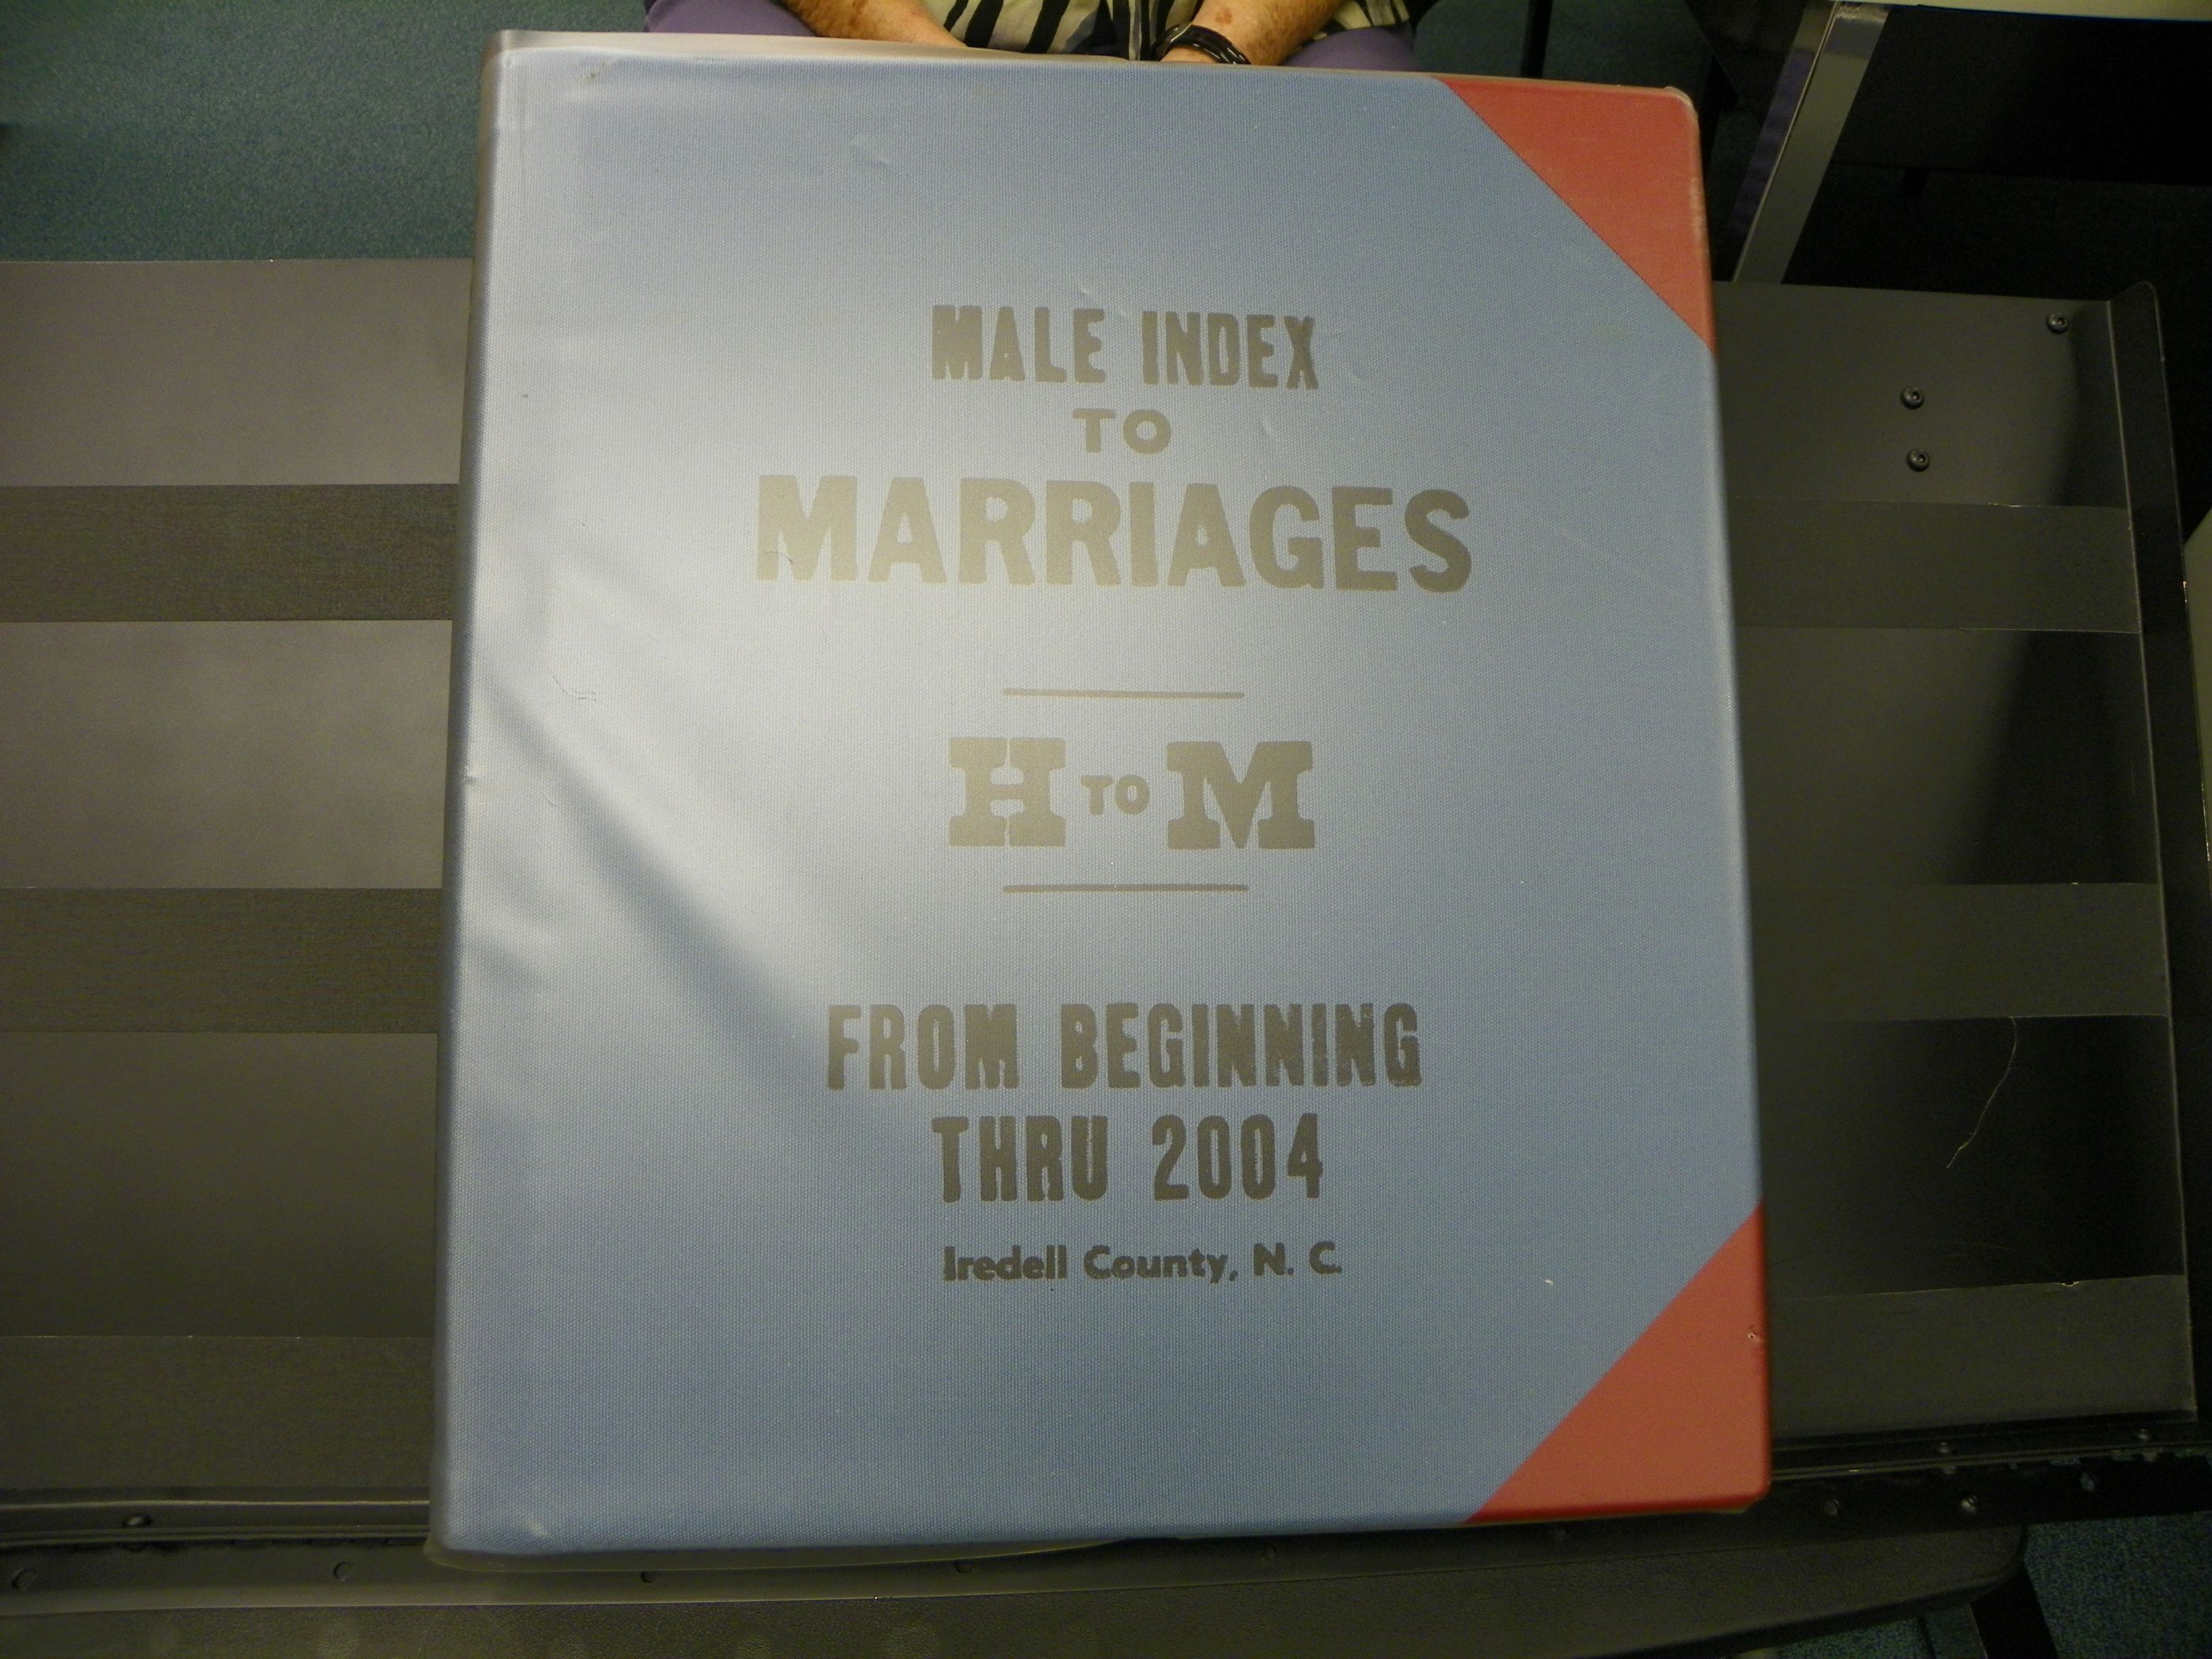 MALE INDEX
TO
MARRIAGES
H TO M
FROM BEGINNING
THRU 2004
Iredell County, N. C.